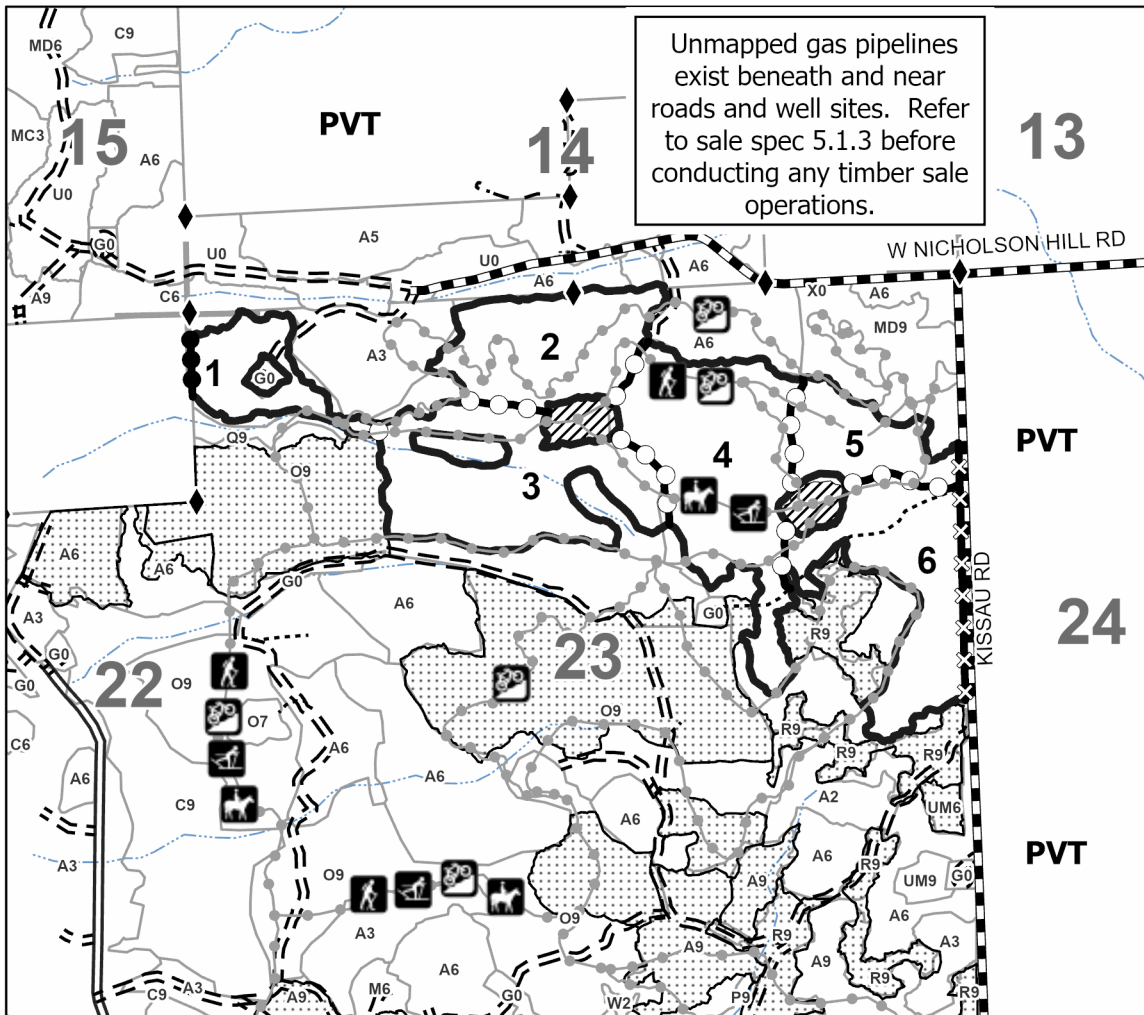 MD6
C9
Unmapped gas pipelines
exist beneath and near
roads and well sites. Refer
to sale spec 5.1.3 before
conducting any timber sale
operations.
MC3
15
PVT
14
13
A6
U0
G0
U0
A5
U0
W NICHOLSON HILL RD
A9
C6
A6
A6
X0
A6
MD9
A3
2
A6
1
G0
5
PVT
4
Q9
O9
3
6
A6
A6
G0
A6
G0
KISSAU RD
24
A3
R9
G0
G0
22
O9
23
O7
O9
R9
C6
A6
A6
R9
R9
A6
C9
A2
UM6
A6
A3
A6
R9
PVT
O9
A9
UM9
G0
A3
O9
A6
R9
A9
A3
A6
A9
R9
C9
A3
A9
M6
G0
W2
P9
R9